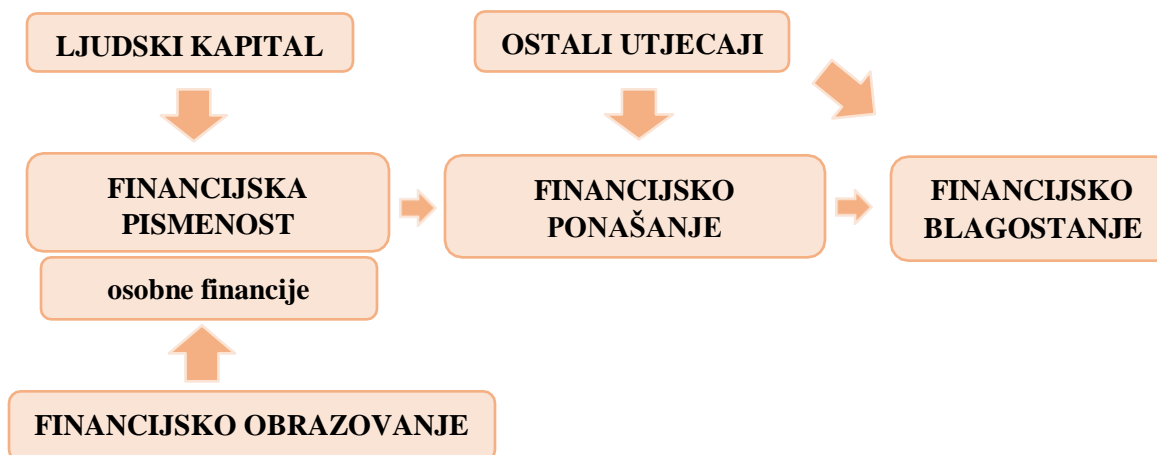 LJUDSKI KAPITAL
OSTALI UTJECAJI
FINANCIJSKA
PISMENOST
FINANCIJSKO
PONAŠANJE
FINANCIJSKO
BLAGOSTANJE
osobne financije
FINANCIJSKO OBRAZOVANJE